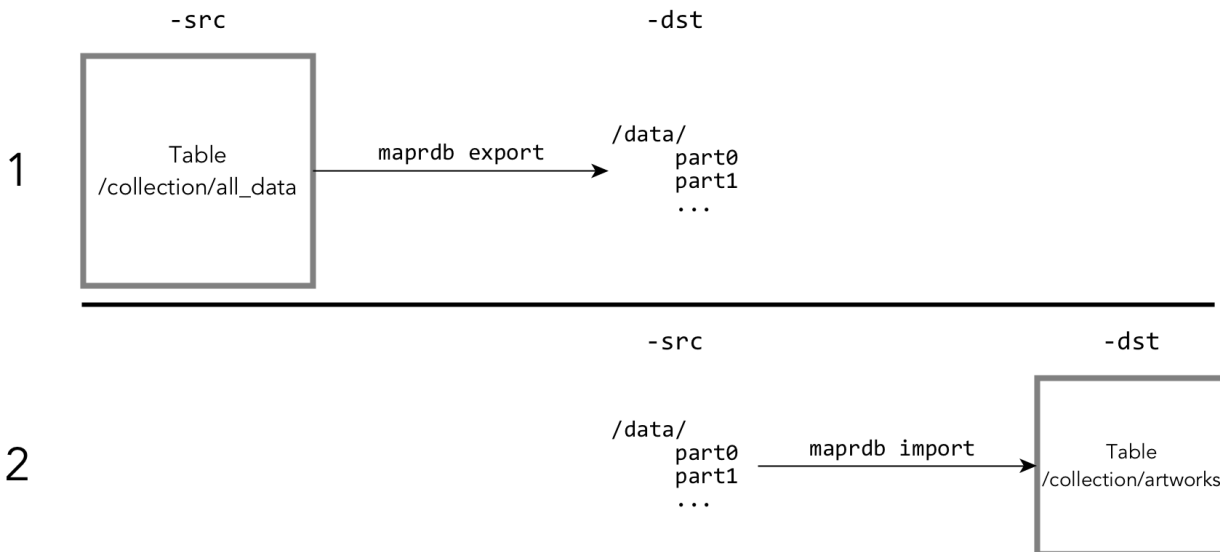 -src
-dst
1
Table
/collection/all_data
maprdb export
/data/
part0
part1
...
-src
-dst
2
/data/
part0
part1
...
maprdb import
Table
/collection/artworks